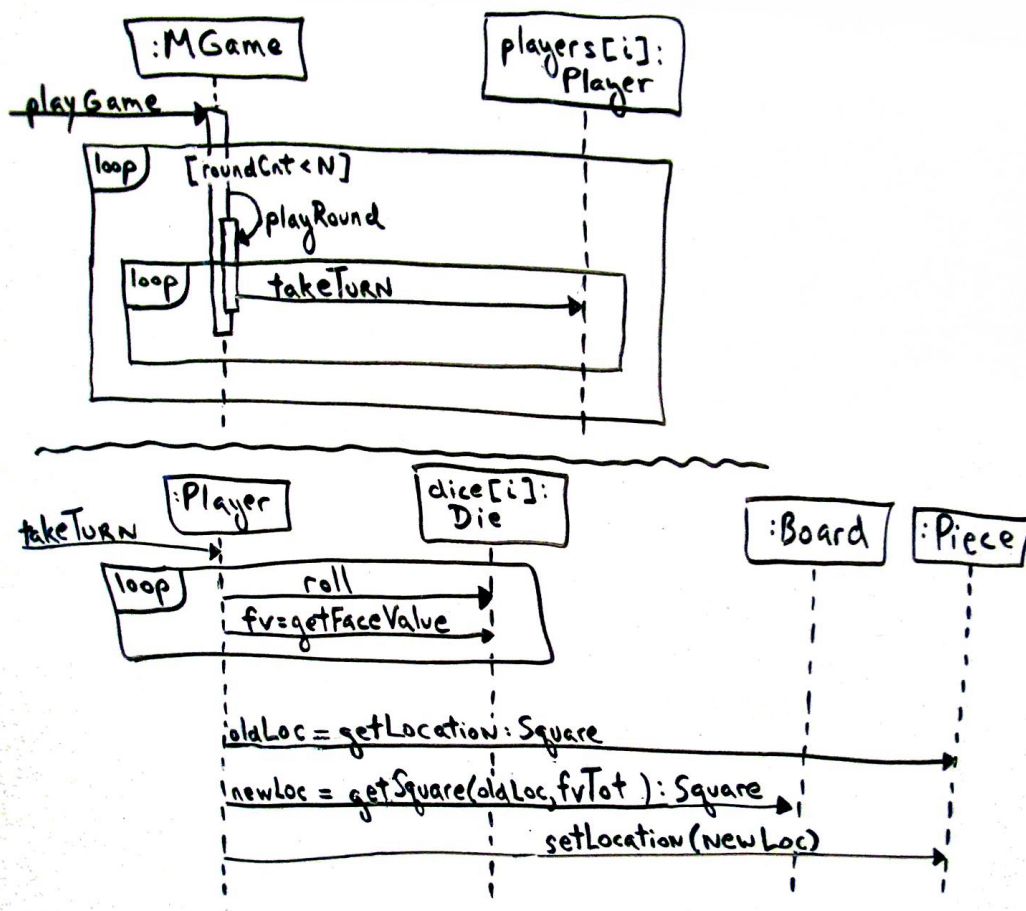 :MGame
players[i]:
Player
playGame
loop
[roundCnt < N]
playRound
loop
takeTURN
:Player
dice[i]:
Die
:Board
:Piece
takeTURN
loop
roll
fv=getFaceValue
oldLoc = getLocation: Square
newLoc = getSquare(oldLoc, fvTot ): Square
setLocation(NewLoc)